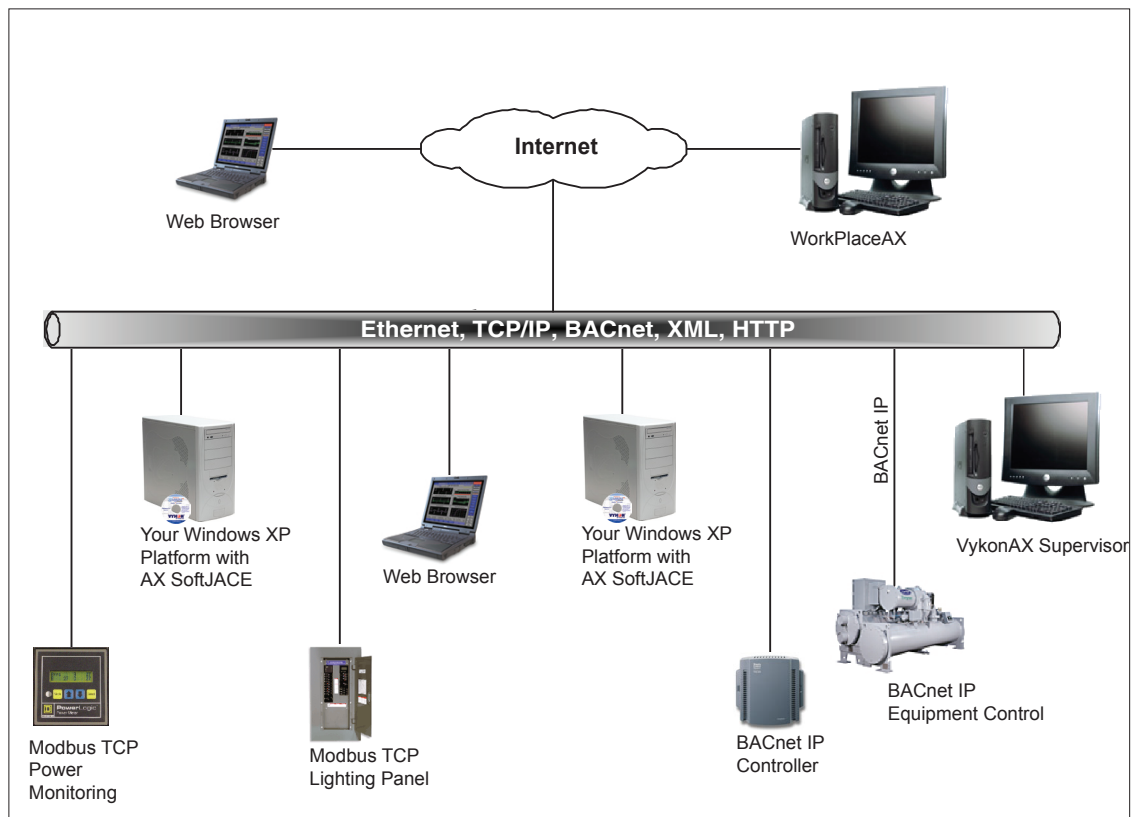 Internet
Web Browser
WorkPlaceAX
Ethernet, TCP/IP, BACnet, XML, HTTP
BACnet IP
Your Windows XP
Platform with
AX SoftJACE
Web Browser
Your Windows XP
Platform with
AX SoftJACE
VykonAX Supervisor
PowerLogic
Modbus TCP
Power
Monitoring
Modbus TCP
Lighting Panel
BACnet IP
Controller
BACnet IP
Equipment Control